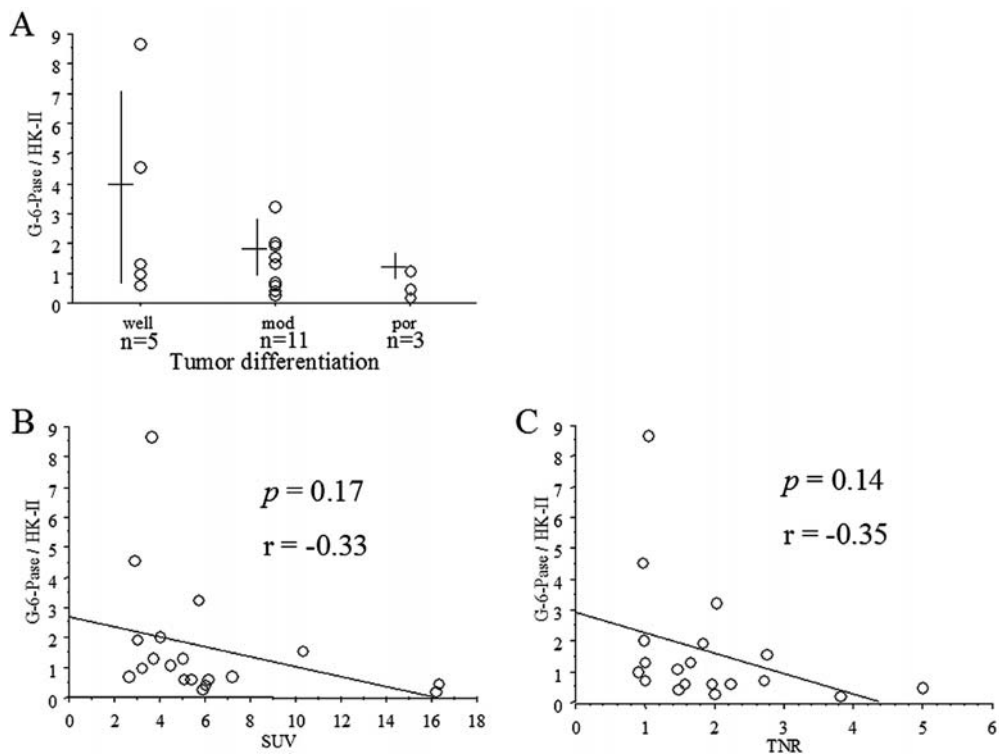 A
G-6-Pase / HK-II
9
8
7
6
5
4
3
2
1
0
well mod por
n=5 n=11 n=3
Tumor differentiation
B
G-6-Pase / HK-II
9
8
7
6
5
4
3
2
1
0
p = 0.17
r = -0.33
0 2 4 6 8 10 12 14 16 18
SUV
C
G-6-Pase / HK-II
9
8
7
6
5
4
3
2
1
0
p = 0.14
r = -0.35
0 1 2 3 4 5 6
TNR